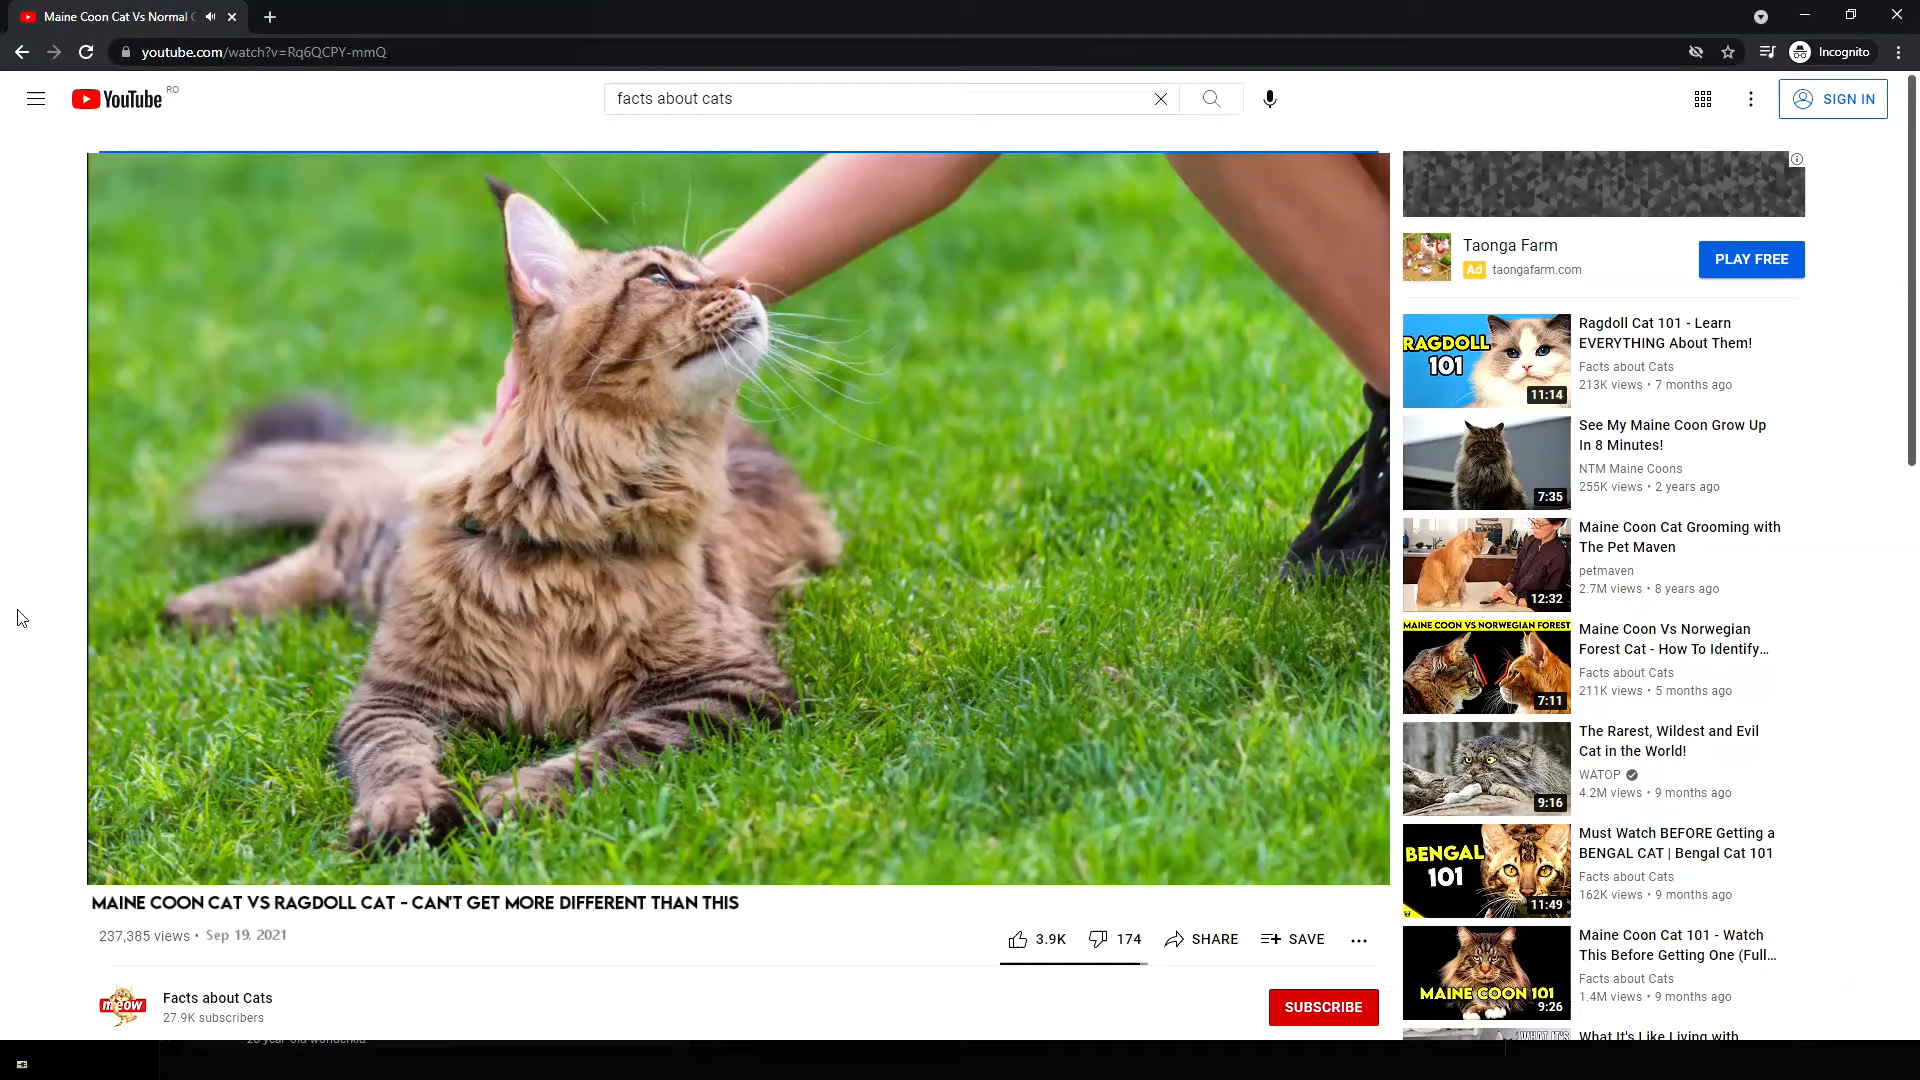 Maine Coon Cat Vs Normal C
youtube.com/watch?v=Rq6QCPY-mmQ
Incognito
YouTube RO
facts about cats
SIGN IN
MAINE COON CAT VS RAGDOLL CAT - CAN'T GET MORE DIFFERENT THAN THIS
237,385 views • Sep 19, 2021
3.9K 174 SHARE SAVE
meow
Facts about Cats
27.9K subscribers
SUBSCRIBE
Taonga Farm
Ad taongafarm.com
PLAY FREE
RAGDOLL
101
11:14
Ragdoll Cat 101 - Learn
EVERYTHING About Them!
Facts about Cats
213K views • 7 months ago
7:35
See My Maine Coon Grow Up
In 8 Minutes!
NTM Maine Coons
255K views • 2 years ago
12:32
Maine Coon Cat Grooming with
The Pet Maven
petmaven
2.7M views • 8 years ago
MAINE COON VS NORWEGIAN FOREST
7:11
Maine Coon Vs Norwegian
Forest Cat - How To Identify...
Facts about Cats
211K views • 5 months ago
9:16
The Rarest, Wildest and Evil
Cat in the World!
WATOP
4.2M views • 9 months ago
BENGAL
101
11:49
Must Watch BEFORE Getting a
BENGAL CAT | Bengal Cat 101
Facts about Cats
162K views • 9 months ago
MAINE COON 101
9:26
Maine Coon Cat 101 - Watch
This Before Getting One (Full...
Facts about Cats
1.4M views • 9 months ago
What It's Like Living with